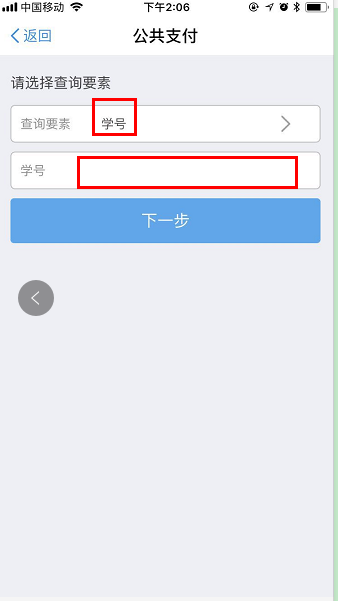 中国移动 下午2:06
返回 公共支付
请选择查询要素
查询要素 学号
学号
下一步